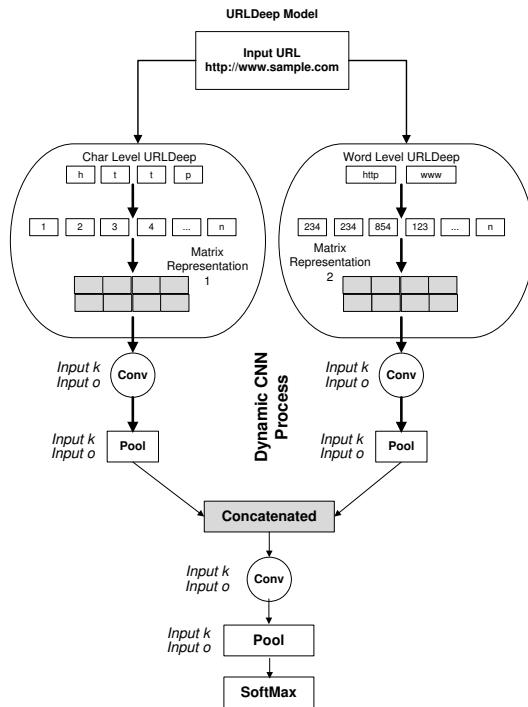 URLDeep Model
Input URL
http://www.sample.com
Char Level URLDeep
h t t p
1 2 3 4 ... n
Matrix
Representation
1
Word Level URLDeep
http www
234 234 854 123 ... n
Matrix
Representation
2
Input k
Input o
Conv
Input k
Input o
Pool
Dynamic CNN
Process
Input k
Input o
Conv
Input k
Input o
Pool
Concatenated
Input k
Input o
Conv
Input k
Input o
Pool
SoftMax